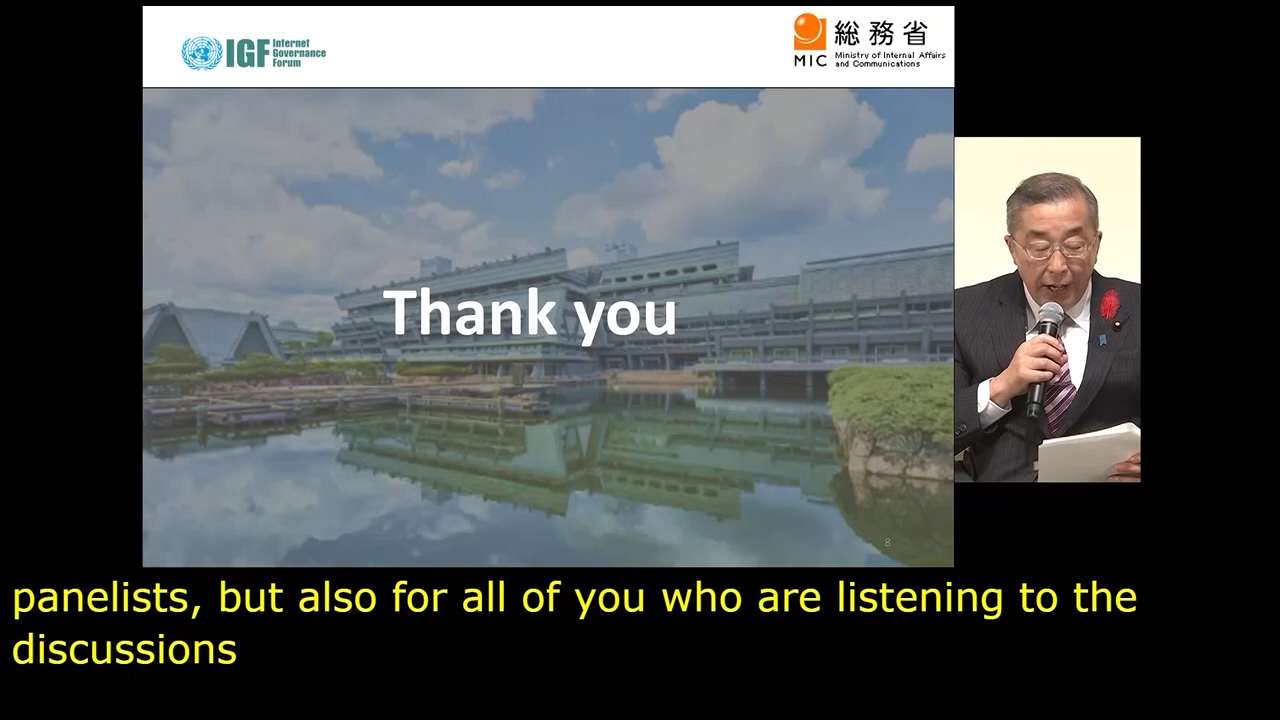 IGF Internet
Governance
Forum
総務省
MIC Ministry of Internal Affairs
and Communications
Thank you
8
panelists, but also for all of you who are listening to the
discussions